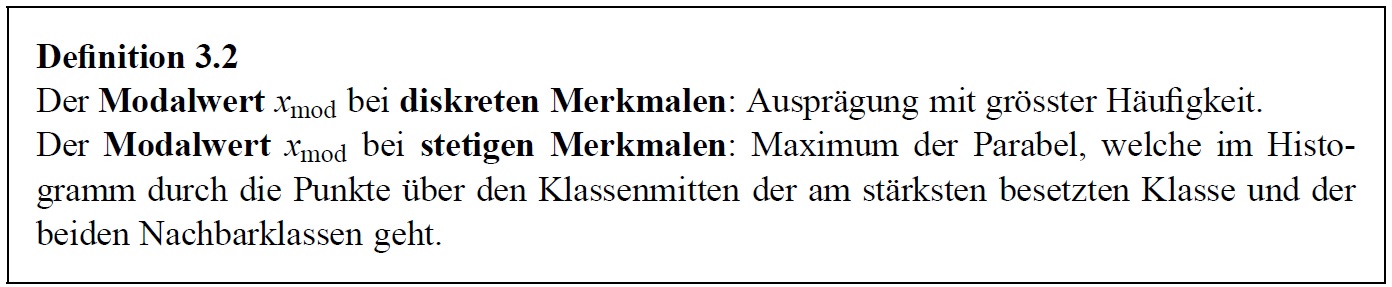 Definition 3.2
Der Modalwert xmod bei diskreten Merkmalen: Ausprägung mit grösster Häufigkeit.
Der Modalwert xmod bei stetigen Merkmalen: Maximum der Parabel, welche im Histo-
gramm durch die Punkte über den Klassenmitten der am stärksten besetzten Klasse und der
beiden Nachbarklassen geht.